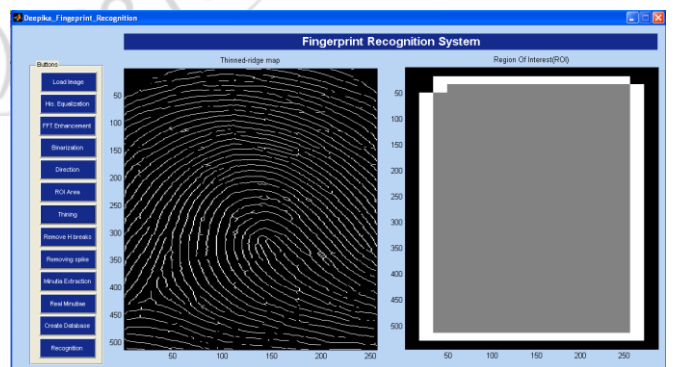 Deepika_Fingeprint_Recognition
Fingerprint Recognition System
Buttons
Load Image
His. Equalization
FFT Enhancement
Binarization
Direction
ROI Area
Thining
Remove H breaks
Removing spike
Minutia Extraction
Real Minutiae
Create Database
Recognition
Thinned-ridge map
50
100
150
200
250
300
350
400
450
500
50
100
150
200
250
Region Of Interest(ROI)
50
100
150
200
250
300
350
400
450
500
50
100
150
200
250